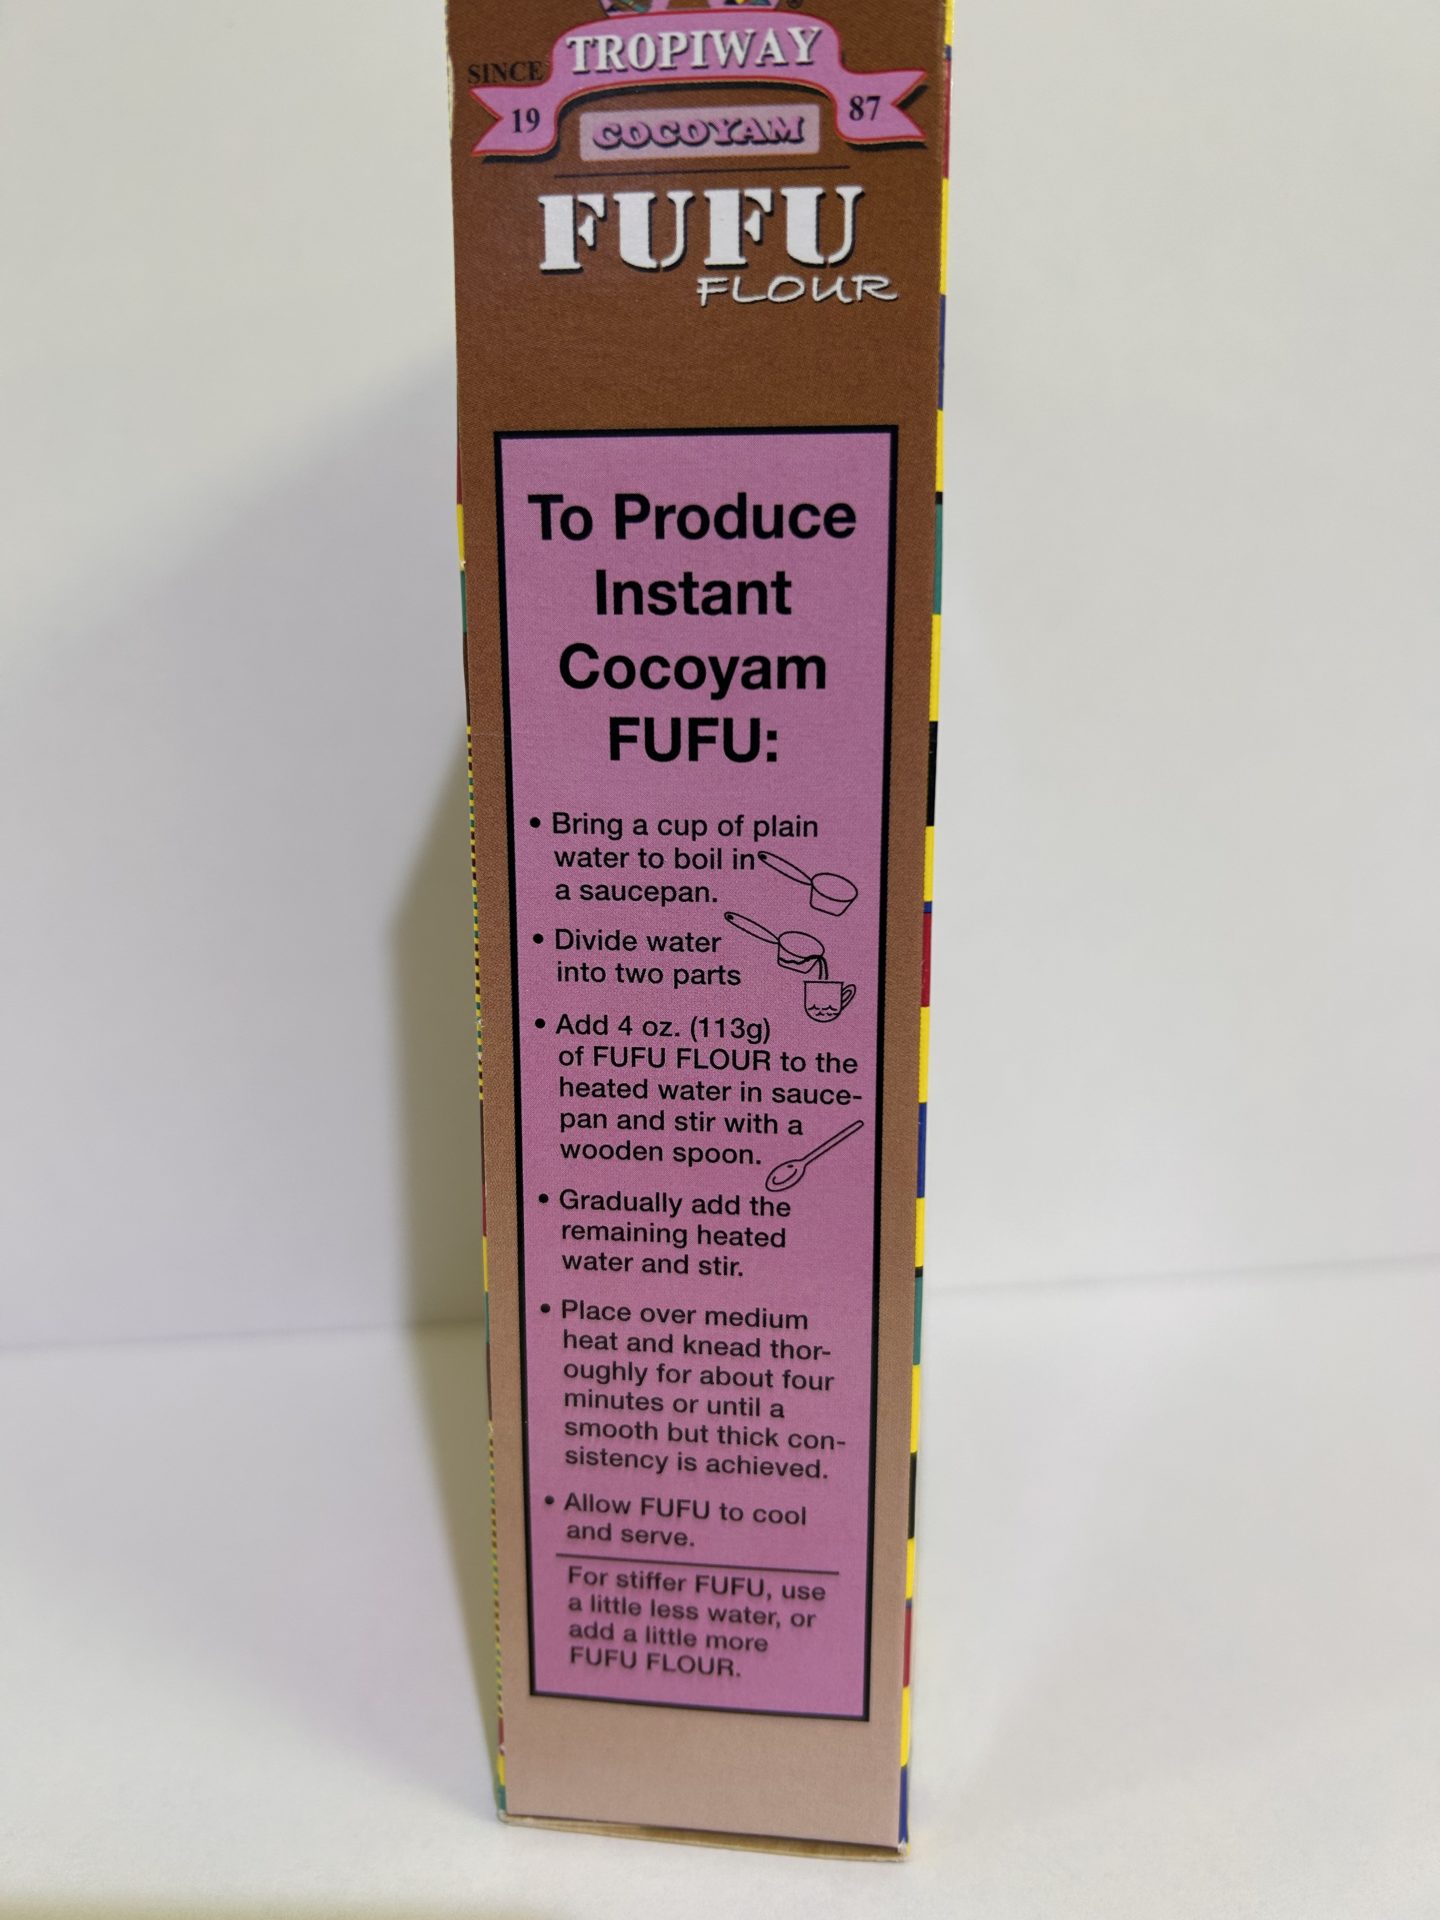 TROPIWAY
SINCE
19 87
COCOYAM
FUFU
FLOUR
To Produce
Instant
Cocoyam
FUFU:
• Bring a cup of plain
water to boil in
a saucepan.
• Divide water
into two parts
• Add 4 oz. (113g)
of FUFU FLOUR to the
heated water in sauce-
pan and stir with a
wooden spoon.
• Gradually add the
remaining heated
water and stir.
• Place over medium
heat and knead thor-
oughly for about four
minutes or until a
smooth but thick con-
sistency is achieved.
• Allow FUFU to cool
and serve.
For stiffer FUFU, use
a little less water, or
add a little more
FUFU FLOUR.